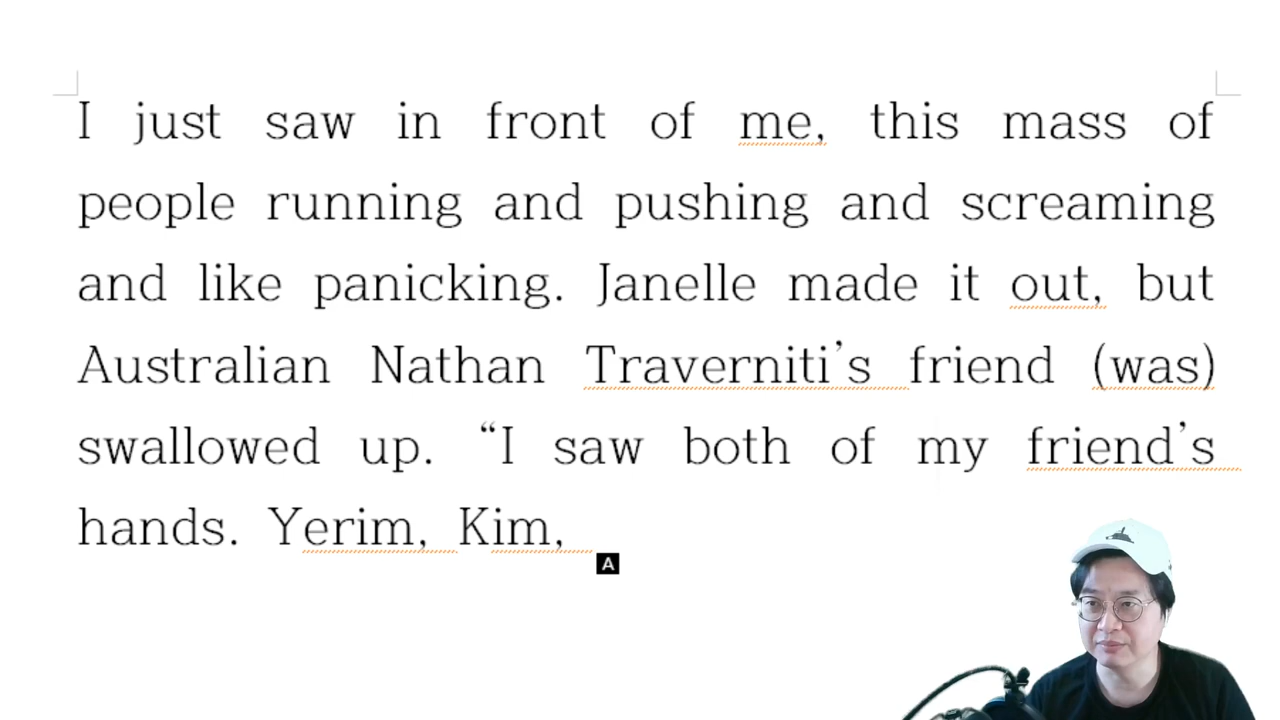 I just saw in front of me, this mass of
people running and pushing and screaming
and like panicking. Janelle made it out, but
Australian Nathan Traverniti’s friend (was)
swallowed up. “I saw both of my friend’s
hands. Yerim, Kim,
A